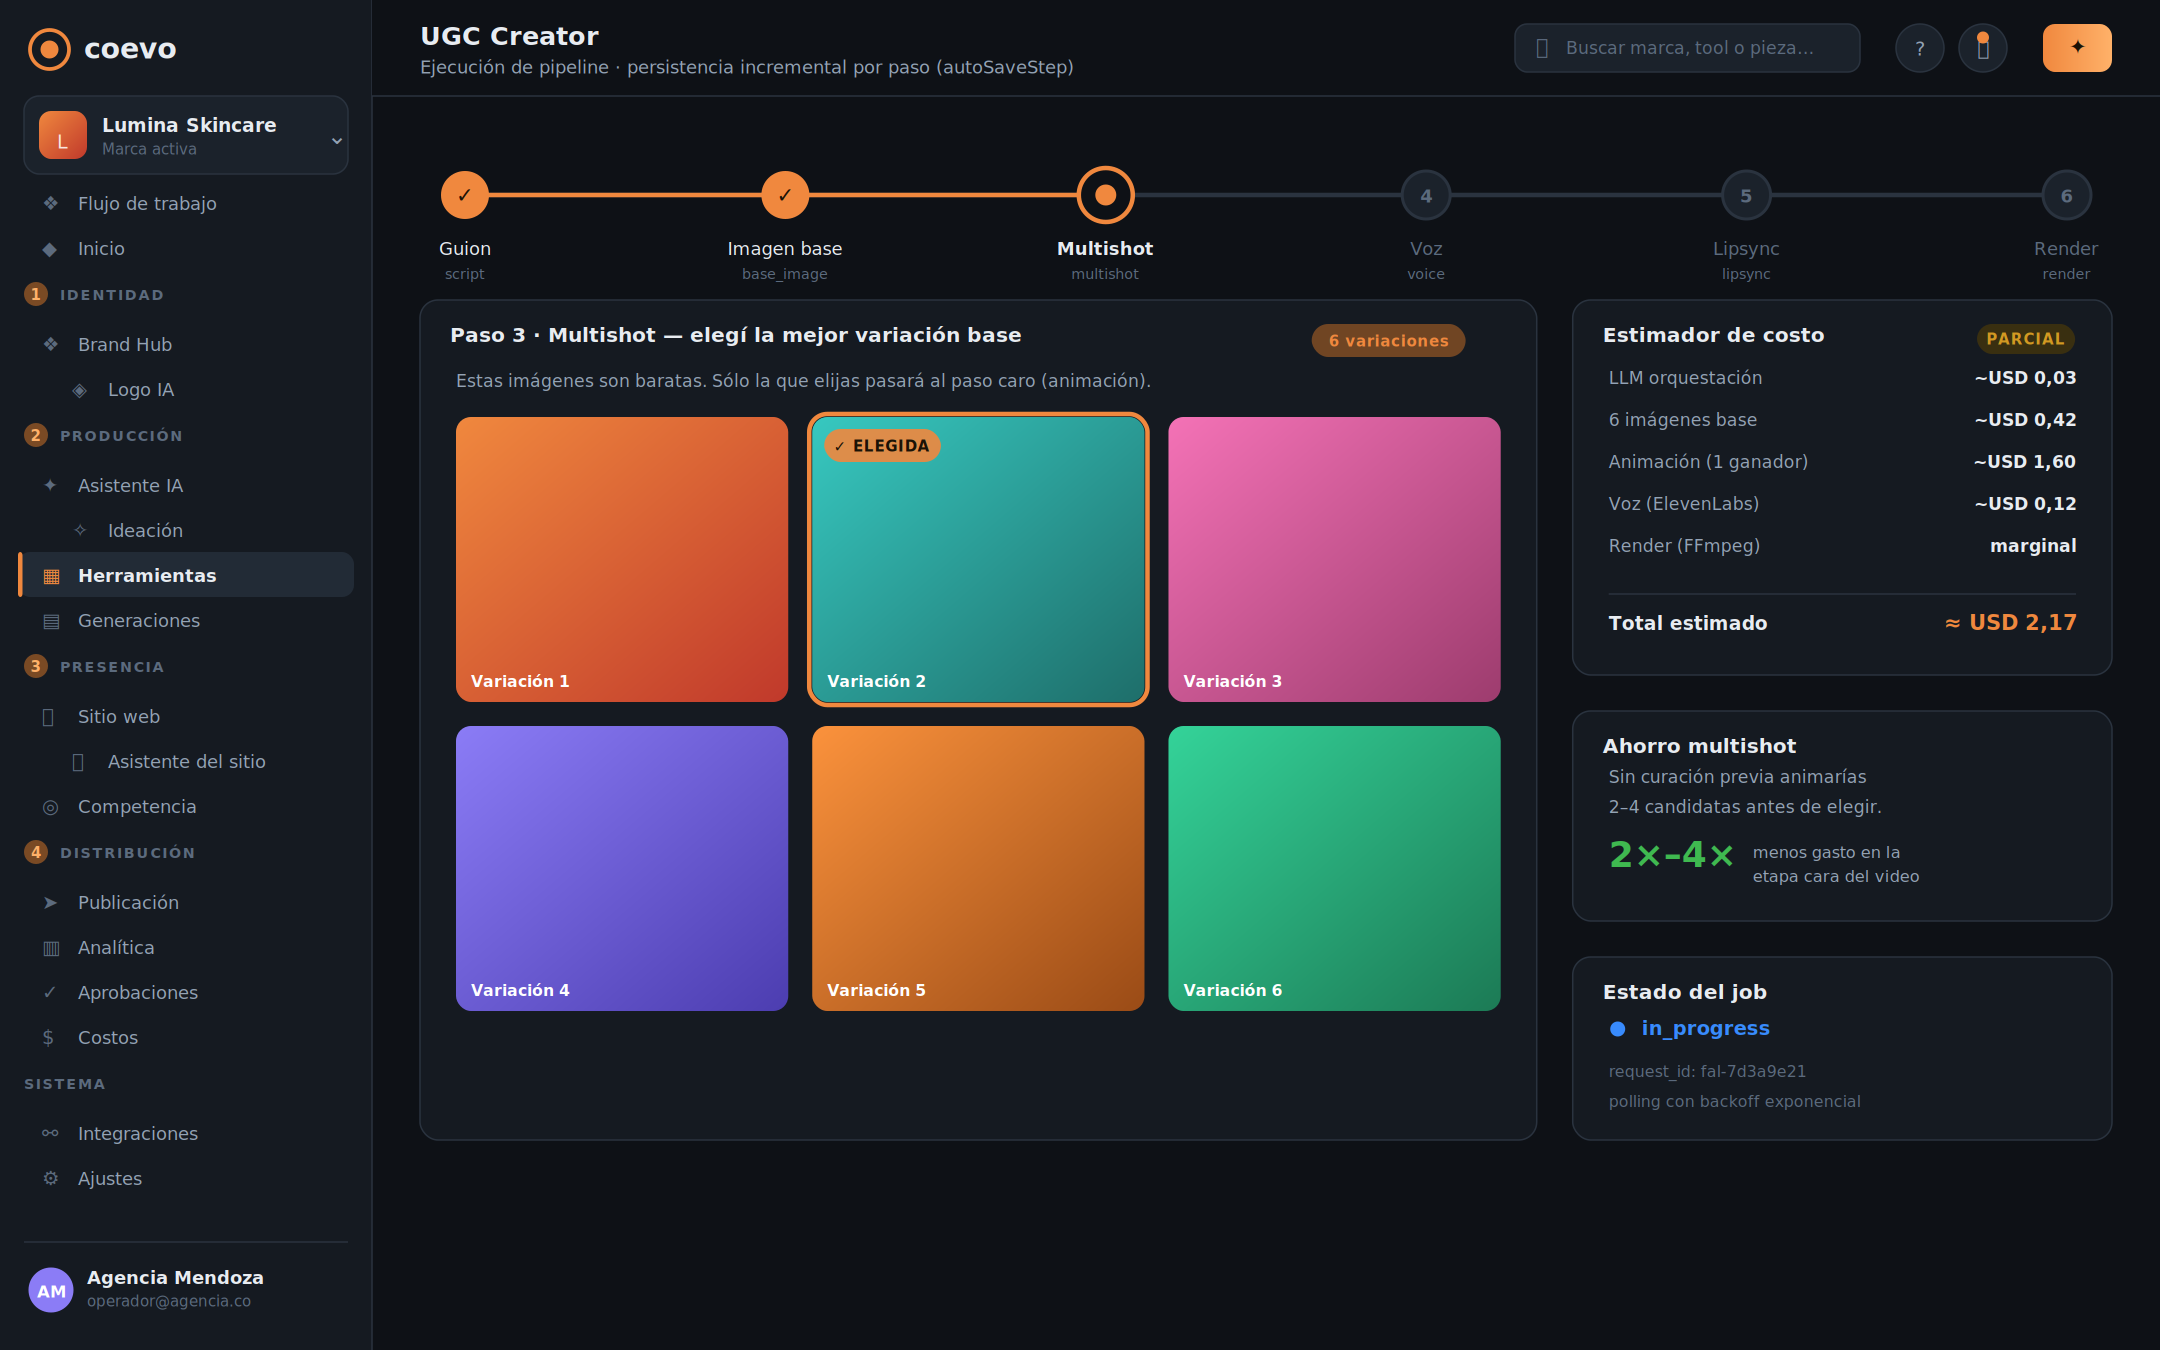 coevo
L
Lumina Skincare
Marca activa
Flujo de trabajo
Inicio
1 IDENTIDAD
Brand Hub
Logo IA
2 PRODUCCIÓN
Asistente IA
Ideación
Herramientas
Generaciones
3 PRESENCIA
Sitio web
Asistente del sitio
Competencia
4 DISTRIBUCIÓN
Publicación
Analítica
✓ Aprobaciones
$ Costos
SISTEMA
Integraciones
Ajustes
AM
Agencia Mendoza
operador@agencia.co
UGC Creator
Ejecución de pipeline · persistencia incremental por paso (autoSaveStep)
Buscar marca, tool o pieza...
?
✓
Guion
script
✓
Imagen base
base_image
Multishot
multishot
4
Voz
voice
5
Lipsync
lipsync
6
Render
render
Paso 3 · Multishot — elegí la mejor variación base
6 variaciones
Estas imágenes son baratas. Sólo la que elijas pasará al paso caro (animación).
Variación 1
✓ ELEGIDA
Variación 2
Variación 3
Variación 4
Variación 5
Variación 6
Estimador de costo
PARCIAL
LLM orquestación ~USD 0,03
6 imágenes base ~USD 0,42
Animación (1 ganador) ~USD 1,60
Voz (ElevenLabs) ~USD 0,12
Render (FFmpeg) marginal
Total estimado ≈ USD 2,17
Ahorro multishot
Sin curación previa animarías
2–4 candidatas antes de elegir.
2×–4×
menos gasto en la
etapa cara del video
Estado del job
in_progress
request_id: fal-7d3a9e21
polling con backoff exponencial